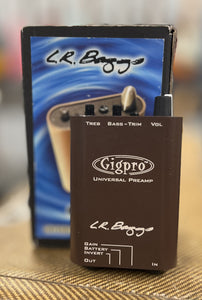 L.R. Baggs
TREB BASS-TRIM VOL
Gigpro
UNIVERSAL PREAMP
L.R. Baggs
GAIN
BATTERY
INVERT
OUT IN